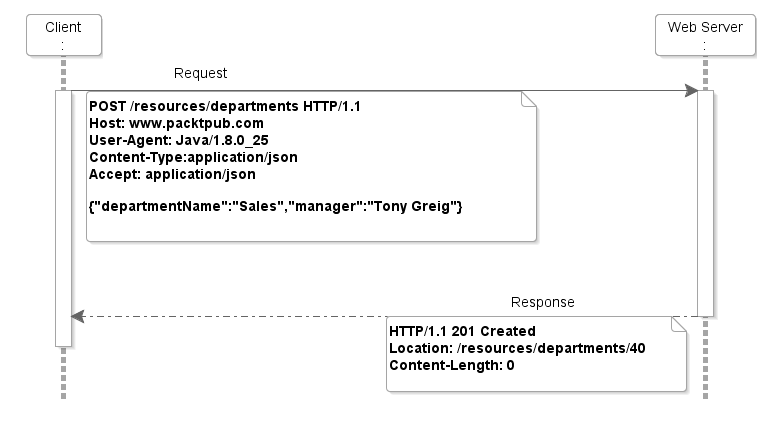 Client
:
Web Server
:
Request
POST /resources/departments HTTP/1.1
Host: www.packtpub.com
User-Agent: Java/1.8.0_25
Content-Type:application/json
Accept: application/json
{"departmentName":"Sales","manager":"Tony Greig"}
Response
HTTP/1.1 201 Created
Location: /resources/departments/40
Content-Length: 0